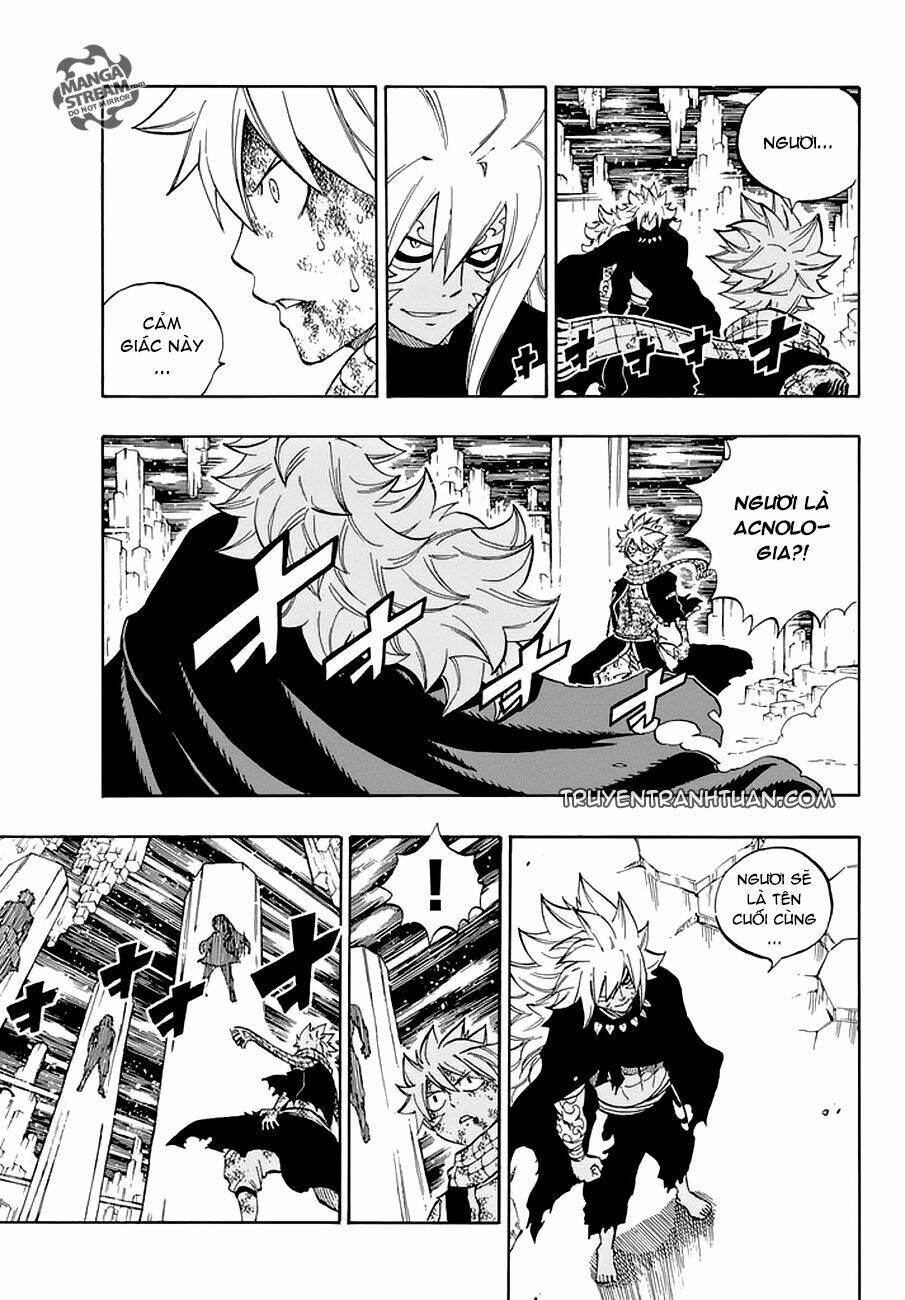 MANGA
STREAM.com
DO NOT MIRROR
NGƯƠI...
CẢM
GIÁC NÀY
...
NGƯƠI LÀ
ACNOLO-
GIA?!
TRUYENTRANHTUAN.COM
NGƯƠI SẼ
LÀ TÊN
CUỐI CÙNG
...
!